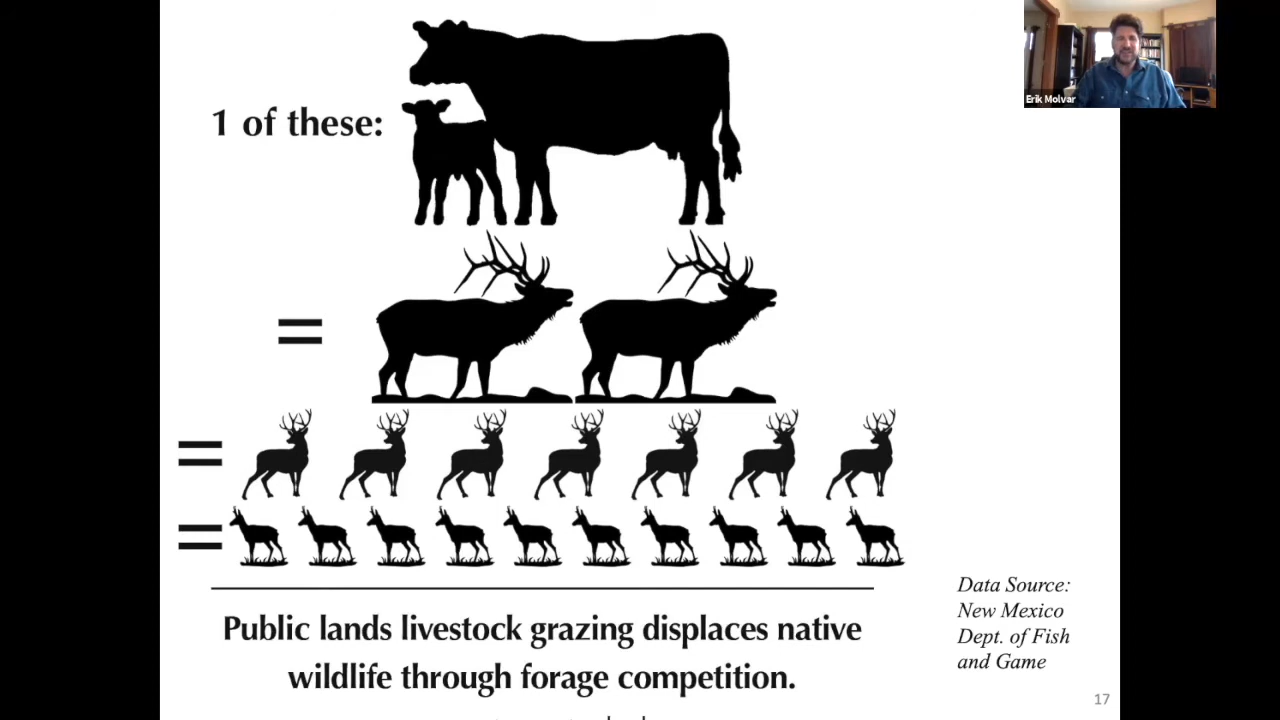 Erik Molvar
1 of these:
=
=
=
Public lands livestock grazing displaces native
wildlife through forage competition.
Data Source:
New Mexico
Dept. of Fish
and Game
17